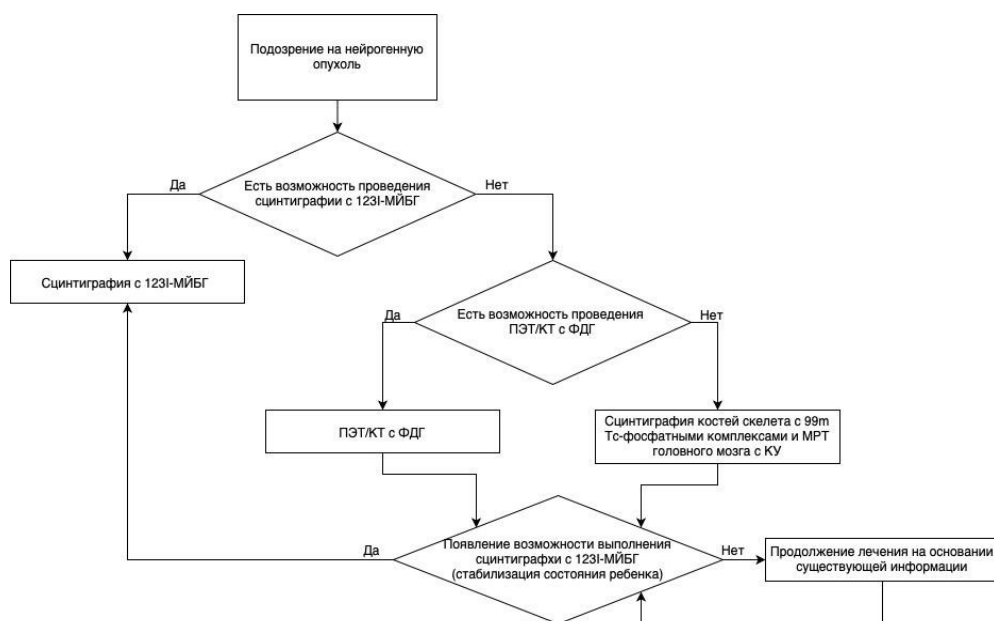 Подозрение на нейрогенную
опухоль
Есть возможность проведения
сцинтиграфии с 123I-МЙБГ
Да
Нет
Сцинтиграфия с 123I-МЙБГ
Есть возможность проведения
ПЭТ/КТ с ФДГ
Да
Нет
ПЭТ/КТ с ФДГ
Сцинтиграфия костей скелета с 99m
Тс-фосфатными комплексами и МРТ
головного мозга с КУ
Появление возможности выполнения
сцинтиграфхи с 123I-МЙБГ
(стабилизация состояния ребенка)
Да
Нет
Продолжение лечения на основании
существующей информации